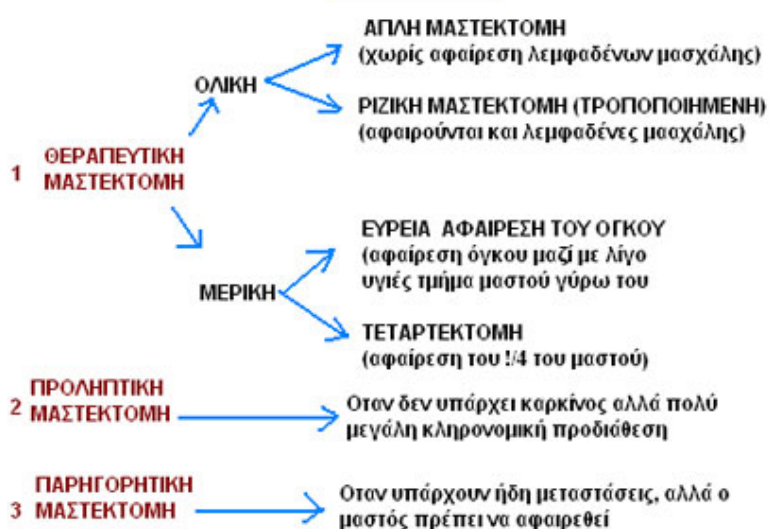 ΑΠΛΗ ΜΑΣΤΕΚΤΟΜΗ
(χωρίς αφαίρεση λεμφαδένων μασχάλης)
ΟΛΙΚΗ
ΡΙΖΙΚΗ ΜΑΣΤΕΚΤΟΜΗ (ΤΡΟΠΟΠΟΙΗΜΕΝΗ)
(αφαιρούνται και λεμφαδένες μααχάλης)
1 ΘΕΡΑΠΕΥΤΙΚΗ
ΜΑΣΤΕΚΤΟΜΗ
ΕΥΡΕΙΑ ΑΦΑΙΡΕΣΗ ΤΟΥ ΟΓΚΟΥ
(αφαίρεση όγκου μαζί με λίγο
υγιές τμήμα μαστού γύρω του
ΜΕΡΙΚΗ
ΤΕΤΑΡΤΕΚΤΟΜΗ
(αφαίρεση του !/4 του μαστού)
2 ΠΡΟΛΗΠΤΙΚΗ
ΜΑΣΤΕΚΤΟΜΗ
Οταν δεν υπάρχει καρκίνος αλλά πολύ
μεγάλη κληρονομική προδιάθεση
3 ΠΑΡΗΓΟΡΗΤΙΚΗ
ΜΑΣΤΕΚΤΟΜΗ
Οταν υπάρχουν ήδη μεταστάσεις, αλλά ο
μαστός πρέπει να αφαιρεθεί